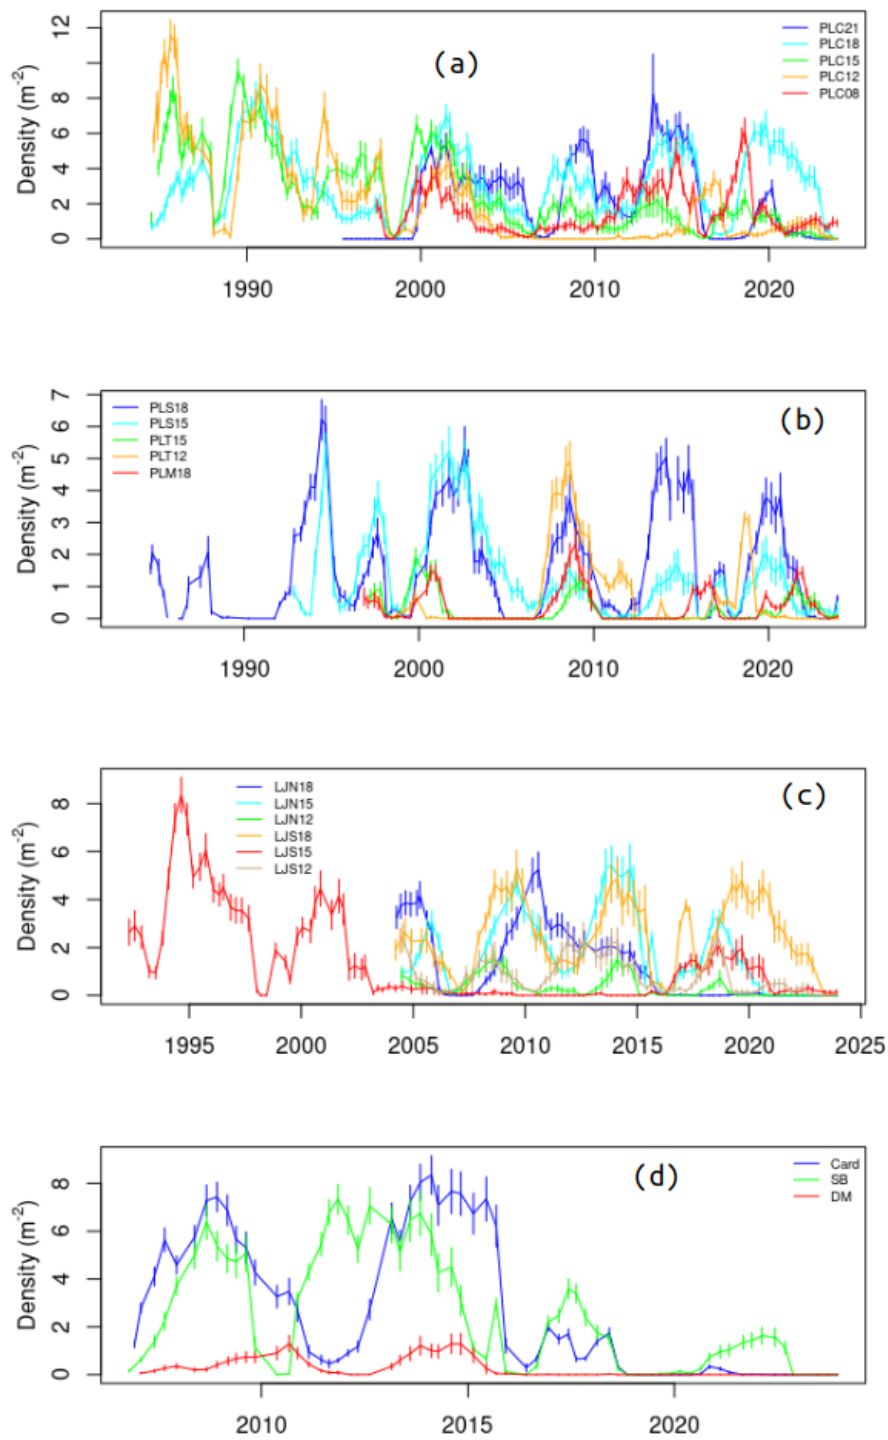 (a)
PLC21
PLC18
PLC15
PLC12
PLC08
Density (m⁻²)
12
8
6
4
2
0
1990 2000 2010 2020
(b)
PLS18
PLS15
PLT15
PLT12
PLM18
Density (m⁻²)
7
6
5
4
3
2
1
0
1990 2000 2010 2020
(c)
LJN18
LJN15
LJN12
LJS18
LJS15
LJS12
Density (m⁻²)
8
6
4
2
0
1995 2000 2005 2010 2015 2020 2025
(d)
Card
SB
DM
Density (m⁻²)
8
6
4
2
0
2010 2015 2020